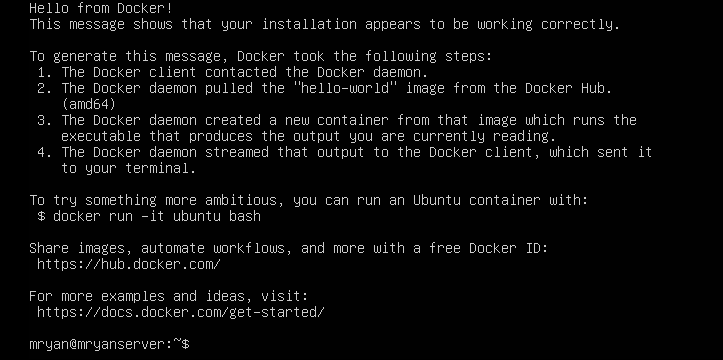 Hello from Docker!
This message shows that your installation appears to be working correctly.
To generate this message, Docker took the following steps:
1. The Docker client contacted the Docker daemon.
2. The Docker daemon pulled the "hello-world" image from the Docker Hub.
(amd64)
3. The Docker daemon created a new container from that image which runs the
executable that produces the output you are currently reading.
4. The Docker daemon streamed that output to the Docker client, which sent it
to your terminal.
To try something more ambitious, you can run an Ubuntu container with:
$ docker run -it ubuntu bash
Share images, automate workflows, and more with a free Docker ID:
https://hub.docker.com/
For more examples and ideas, visit:
https://docs.docker.com/get-started/
mryan@mryanserver:~$